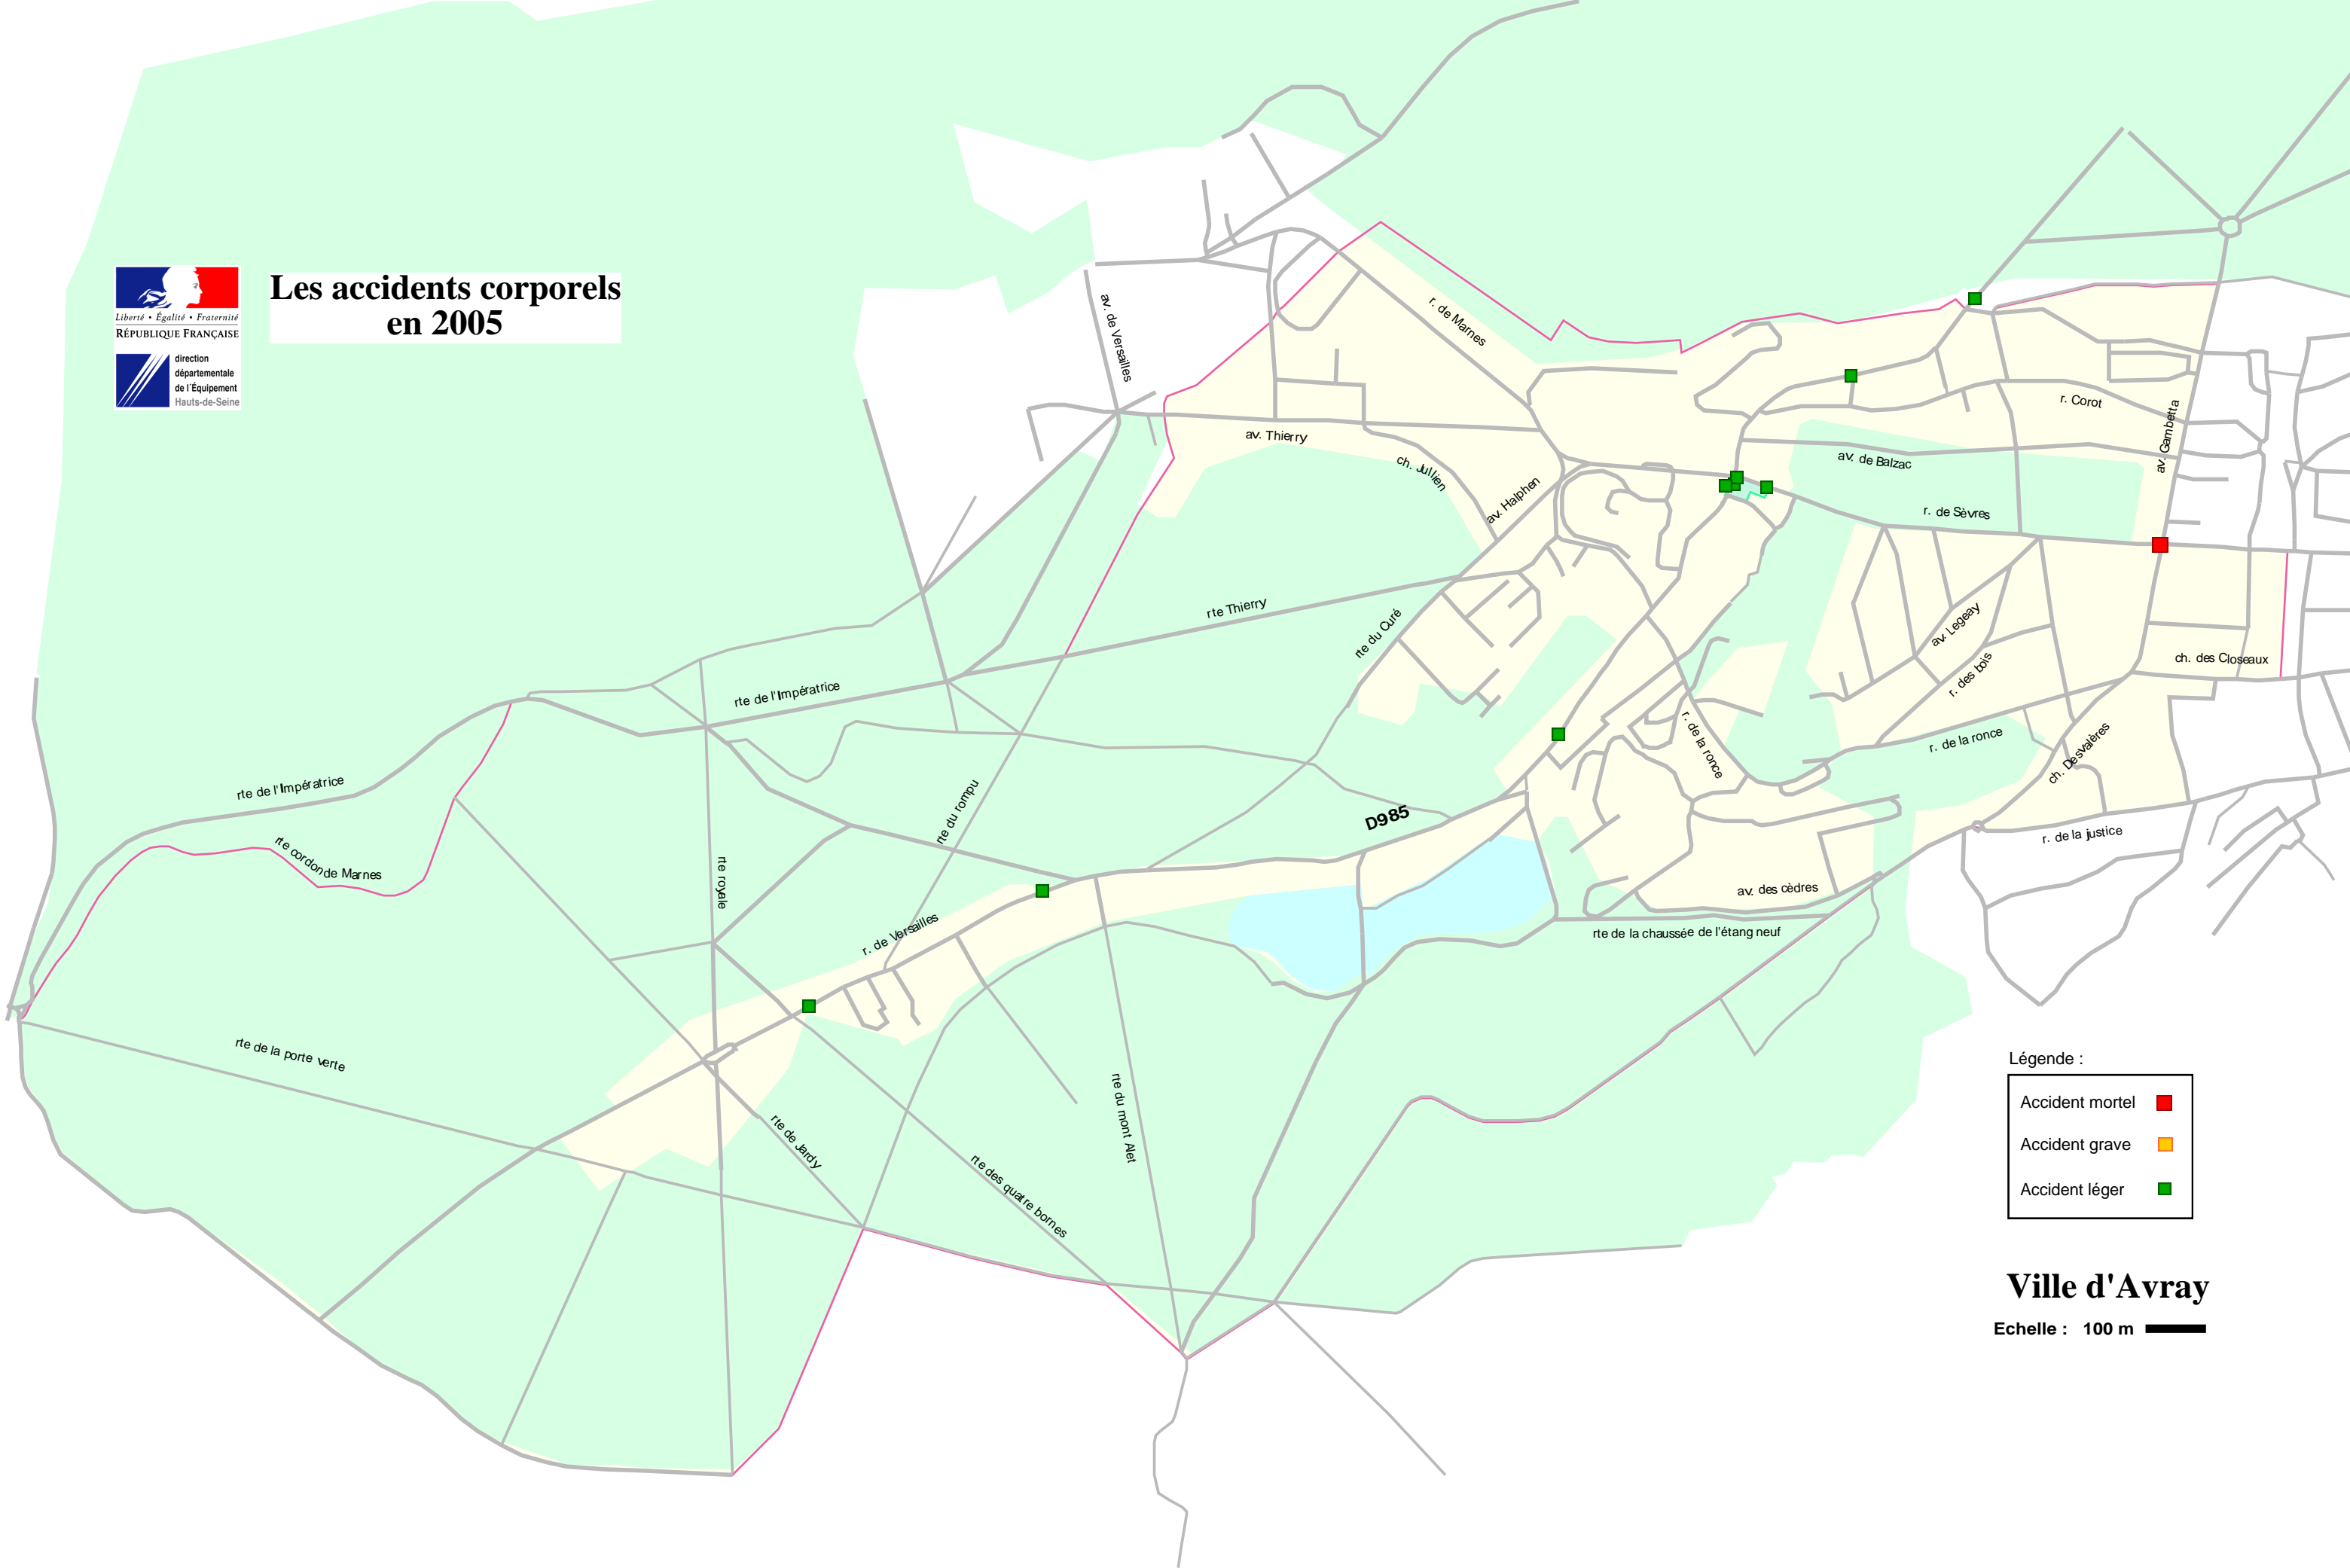 Liberté • Égalité • Fraternité
RÉPUBLIQUE FRANÇAISE
direction
départementale
de l'Équipement
Hauts-de-Seine
Les accidents corporels
en 2005
av. de Versailles
r. de Marnes
av. Thierry
ch. Jullien
av. Halphen
r. Corot
av. Gambetta
av. de Balzac
r. de Sèvres
rte Thierry
rte du Curé
av. Legeay
r. des bois
ch. des Closeaux
rte de l'Impératrice
rte de l'Impératrice
r. de la ronce
r. de la ronce
ch. Desvalères
rte du rompu
D985
rte cordon de Marnes
rte royale
r. de la justice
av. des cèdres
r. de Versailles
rte de la chaussée de l'étang neuf
rte de la porte verte
rte de Jardy
rte du mont Alet
rte des quatre bornes
Légende :
Accident mortel
Accident grave
Accident léger
Ville d'Avray
Echelle : 100 m